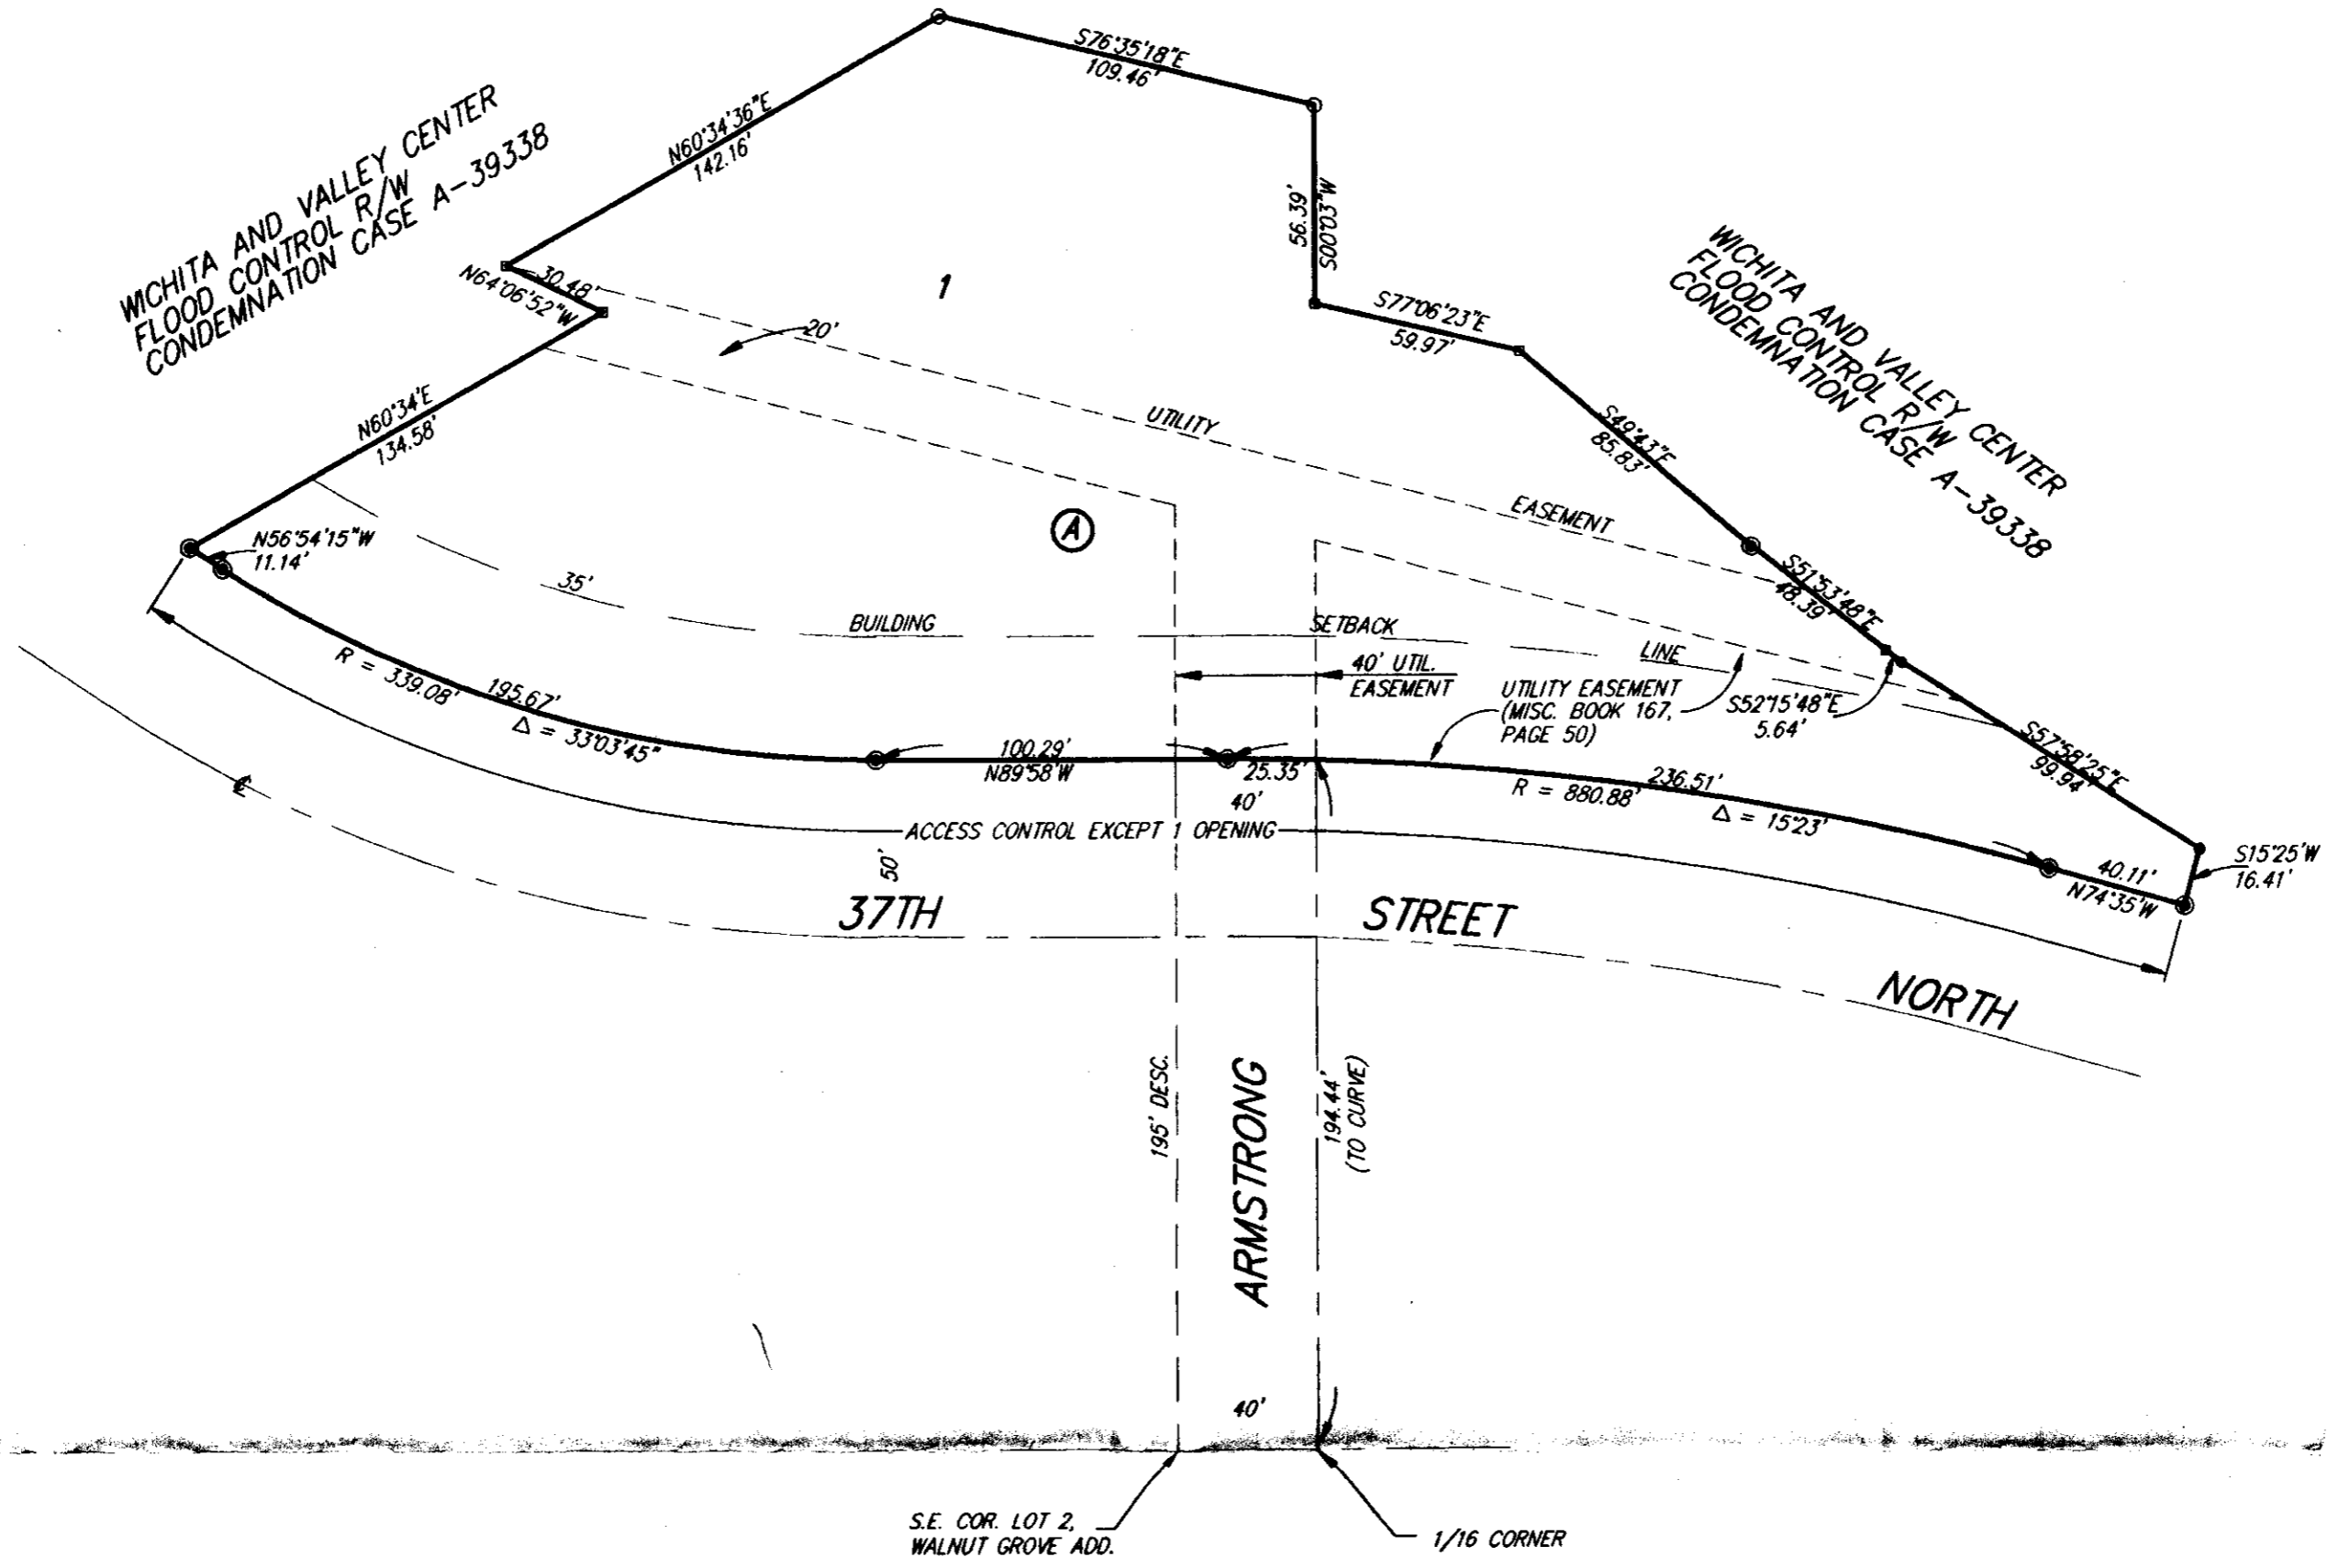 S76°35'18"E
109.46'
N60°34'36"E
142.16'
WICHITA AND VALLEY CENTER
FLOOD CONTROL R/W
CONDEMNATION CASE A-39338
56.39'
S00°03"W
30.48'
N64°06'52"W
1
20'
S77°06'23"E
59.97'
WICHITA AND VALLEY CENTER
FLOOD CONTROL R/W
CONDEMNATION CASE A-39338
N60°34'E
134.58'
UTILITY
EASEMENT
S49°43"E
85.83'
A
N56°54'15"W
11.14'
35'
S51°53'48"E
48.39'
BUILDING
SETBACK
LINE
R = 339.08'
195.67'
Δ = 33°03'45"
40' UTIL.
EASEMENT
UTILITY EASEMENT
(MISC. BOOK 167,
PAGE 50)
S52°15'48"E
5.64'
S57°58'25"E
99.94'
100.29'
N89°58'W
25.35'
40'
236.51'
R = 880.88'
Δ = 15°23'
℄
ACCESS CONTROL EXCEPT 1 OPENING
50'
40.11'
N74°35'W
S15°25'W
16.41'
37TH
STREET
NORTH
195' DESC.
ARMSTRONG
194.44'
(TO CURVE)
40'
S.E. COR. LOT 2,
WALNUT GROVE ADD.
1/16 CORNER